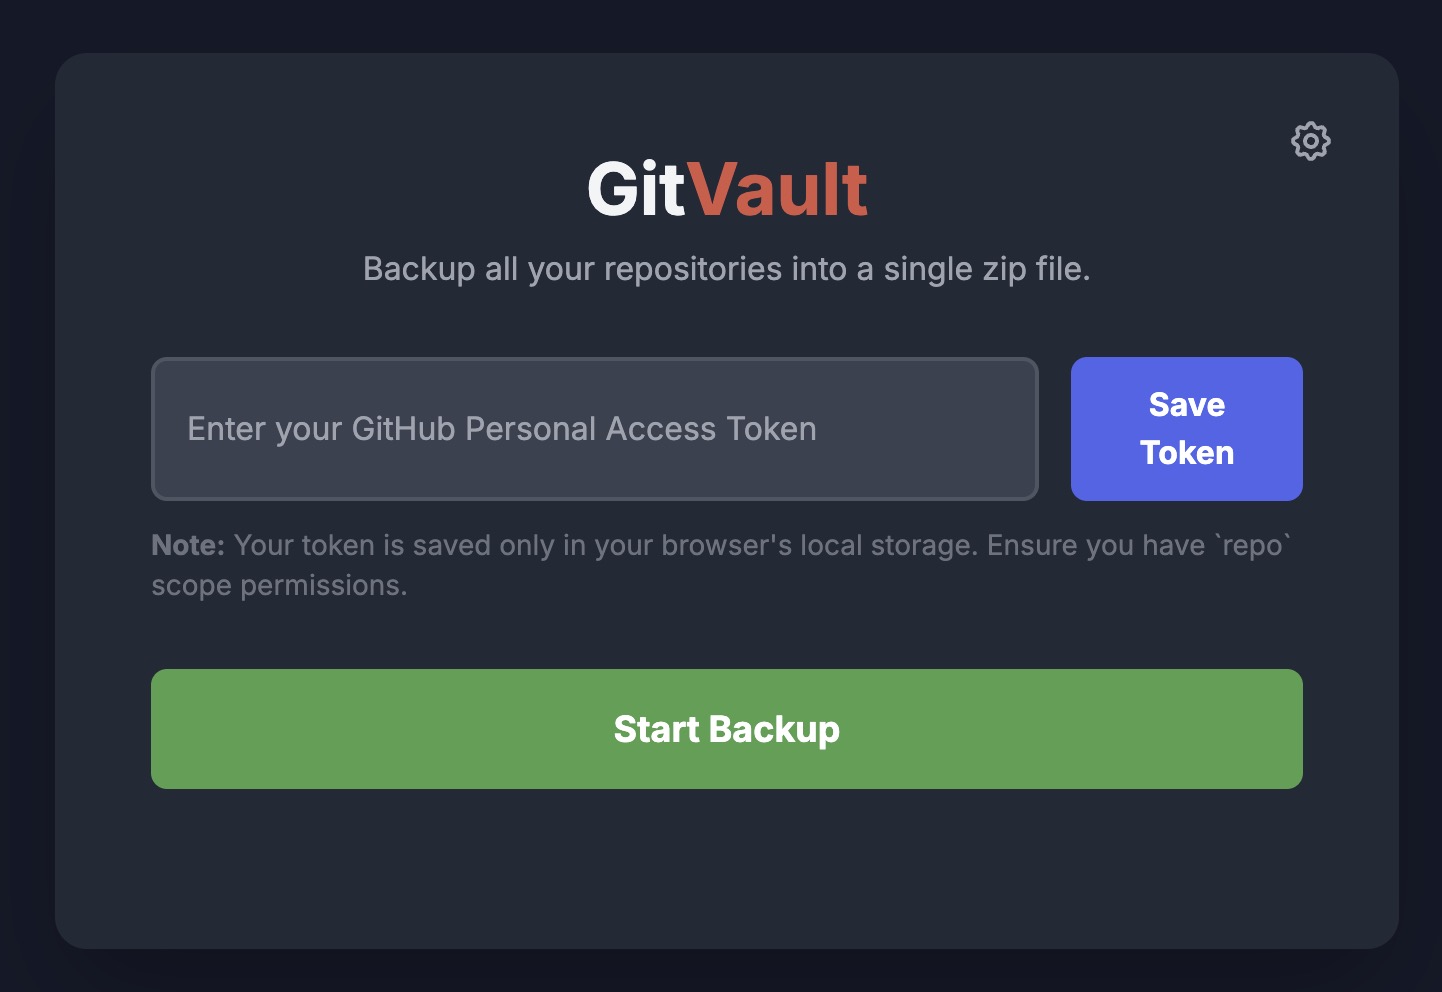 GitVault
Backup all your repositories into a single zip file.
Enter your GitHub Personal Access Token
Save
Token
Note: Your token is saved only in your browser's local storage. Ensure you have `repo`
scope permissions.
Start Backup